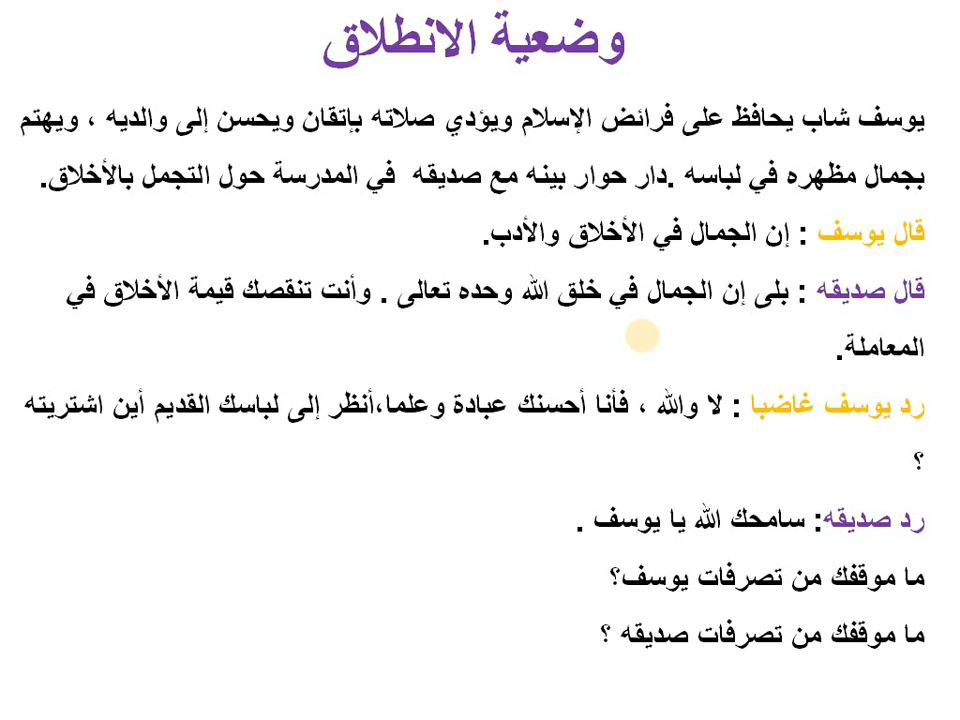 وضعية الانطلاق
يوسف شاب يحافظ على فرائض الإسلام ويؤدي صلاته بإتقان ويحسن إلى والديه ، ويهتم
بجمال مظهره في لباسه .دار حوار بينه مع صديقه في المدرسة حول التجمل بالأخلاق.
قال يوسف : إن الجمال في الأخلاق والأدب.
قال صديقه : بلى إن الجمال في خلق الله وحده تعالى . وأنت تنقصك قيمة الأخلاق في
المعاملة.
رد يوسف غاضبا : لا والله ، فأنا أحسنك عبادة وعلما،أنظر إلى لباسك القديم أين اشتريته
؟
رد صديقه: سامحك الله يا يوسف .
ما موقفك من تصرفات يوسف؟
ما موقفك من تصرفات صديقه ؟